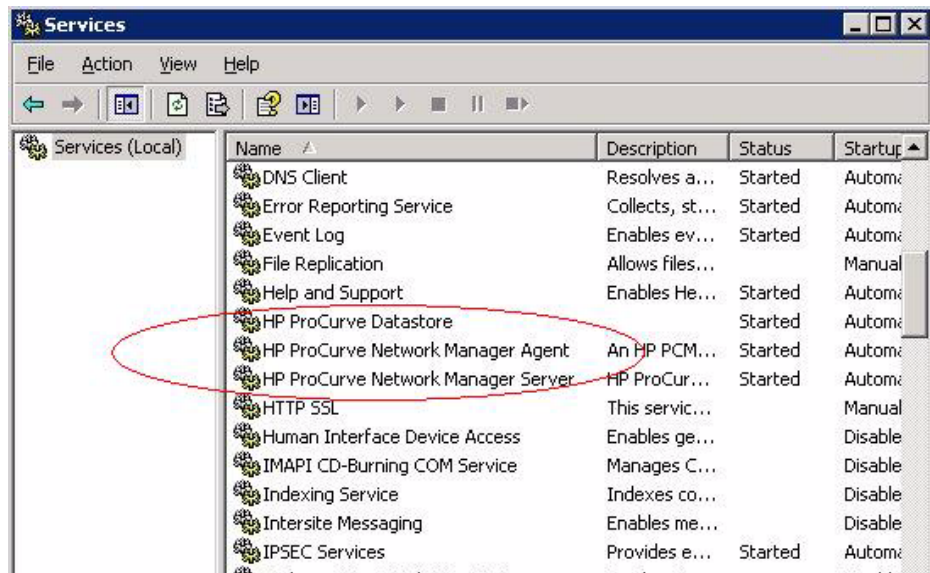 Services
File Action View Help
Services (Local)
Name Description Status Startup
DNS Client Resolves a... Started Automa
Error Reporting Service Collects, st... Started Automa
Event Log Enables ev... Started Automa
File Replication Allows files... Manual
Help and Support Enables He... Started Automa
HP ProCurve Datastore Started Automa
HP ProCurve Network Manager Agent An HP PCM... Started Automa
HP ProCurve Network Manager Server HP ProCur... Started Automa
HTTP SSL This servic... Manual
Human Interface Device Access Enables ge... Disable
IMAPI CD-Burning COM Service Manages C... Disable
Indexing Service Indexes co... Disable
Intersite Messaging Enables me... Disable
IPSEC Services Provides e... Started Automa